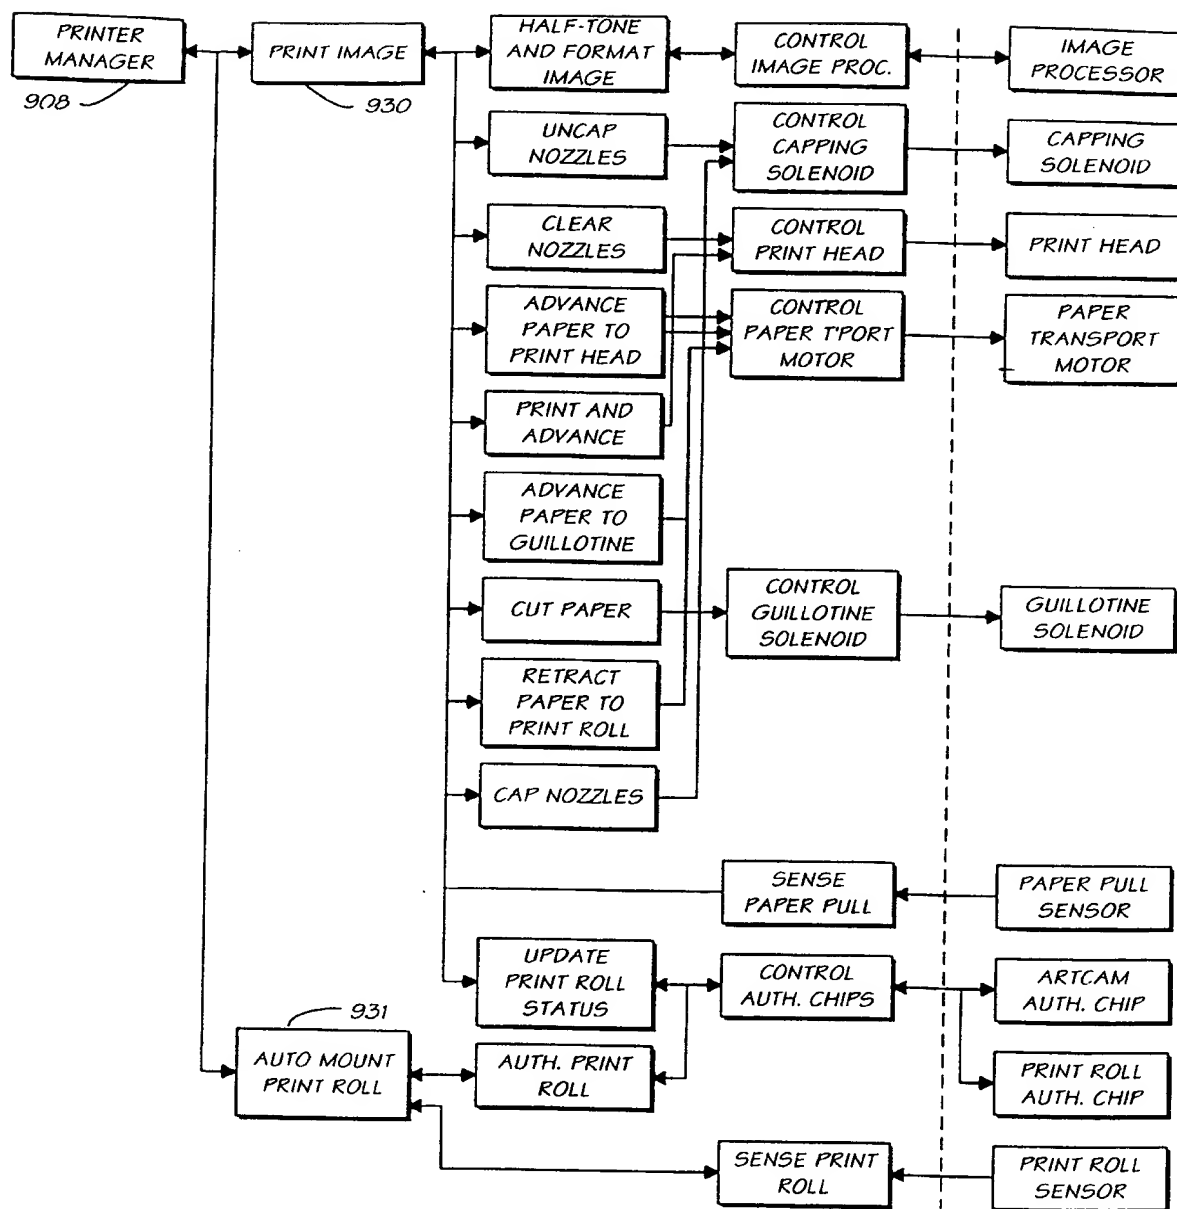 PRINTER
MANAGER
908
PRINT IMAGE
930
HALF-TONE
AND FORMAT
IMAGE
CONTROL
IMAGE PROC.
IMAGE
PROCESSOR
UNCAP
NOZZLES
CONTROL
CAPPING
SOLENOID
CAPPING
SOLENOID
CLEAR
NOZZLES
CONTROL
PRINT HEAD
PRINT HEAD
ADVANCE
PAPER TO
PRINT HEAD
CONTROL
PAPER T'PORT
MOTOR
PAPER
TRANSPORT
MOTOR
PRINT AND
ADVANCE
ADVANCE
PAPER TO
GUILLOTINE
CUT PAPER
CONTROL
GUILLOTINE
SOLENOID
GUILLOTINE
SOLENOID
RETRACT
PAPER TO
PRINT ROLL
CAP NOZZLES
SENSE
PAPER PULL
PAPER PULL
SENSOR
UPDATE
PRINT ROLL
STATUS
CONTROL
AUTH. CHIPS
ARTCAM
AUTH. CHIP
931
AUTO MOUNT
PRINT ROLL
AUTH. PRINT
ROLL
PRINT ROLL
AUTH. CHIP
SENSE PRINT
ROLL
PRINT ROLL
SENSOR